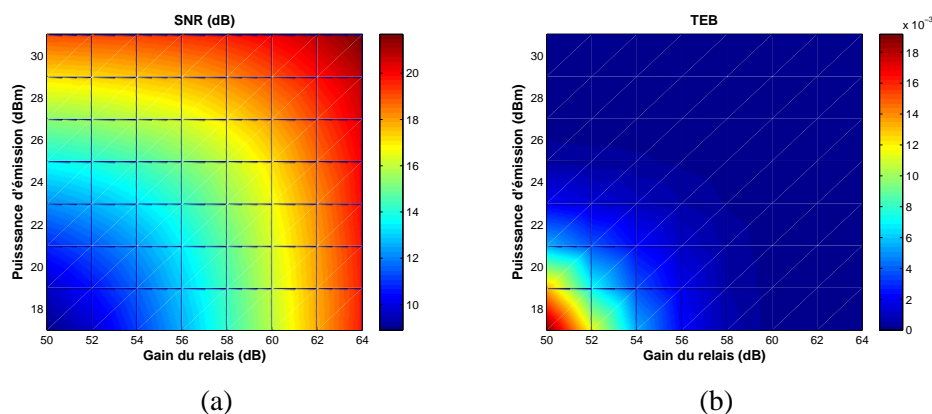 SNR (dB)
30
28
26
24
22
20
18
50 52 54 56 58 60 62 64
Puisssance d'émission (dBm)
Gain du relais (dB)
20
18
16
14
12
10
(a)
TEB
x 10⁻³
30
28
26
24
22
20
18
50 52 54 56 58 60 62 64
Puisssance d'émission (dBm)
Gain du relais (dB)
18
16
14
12
10
8
6
4
2
0
(b)